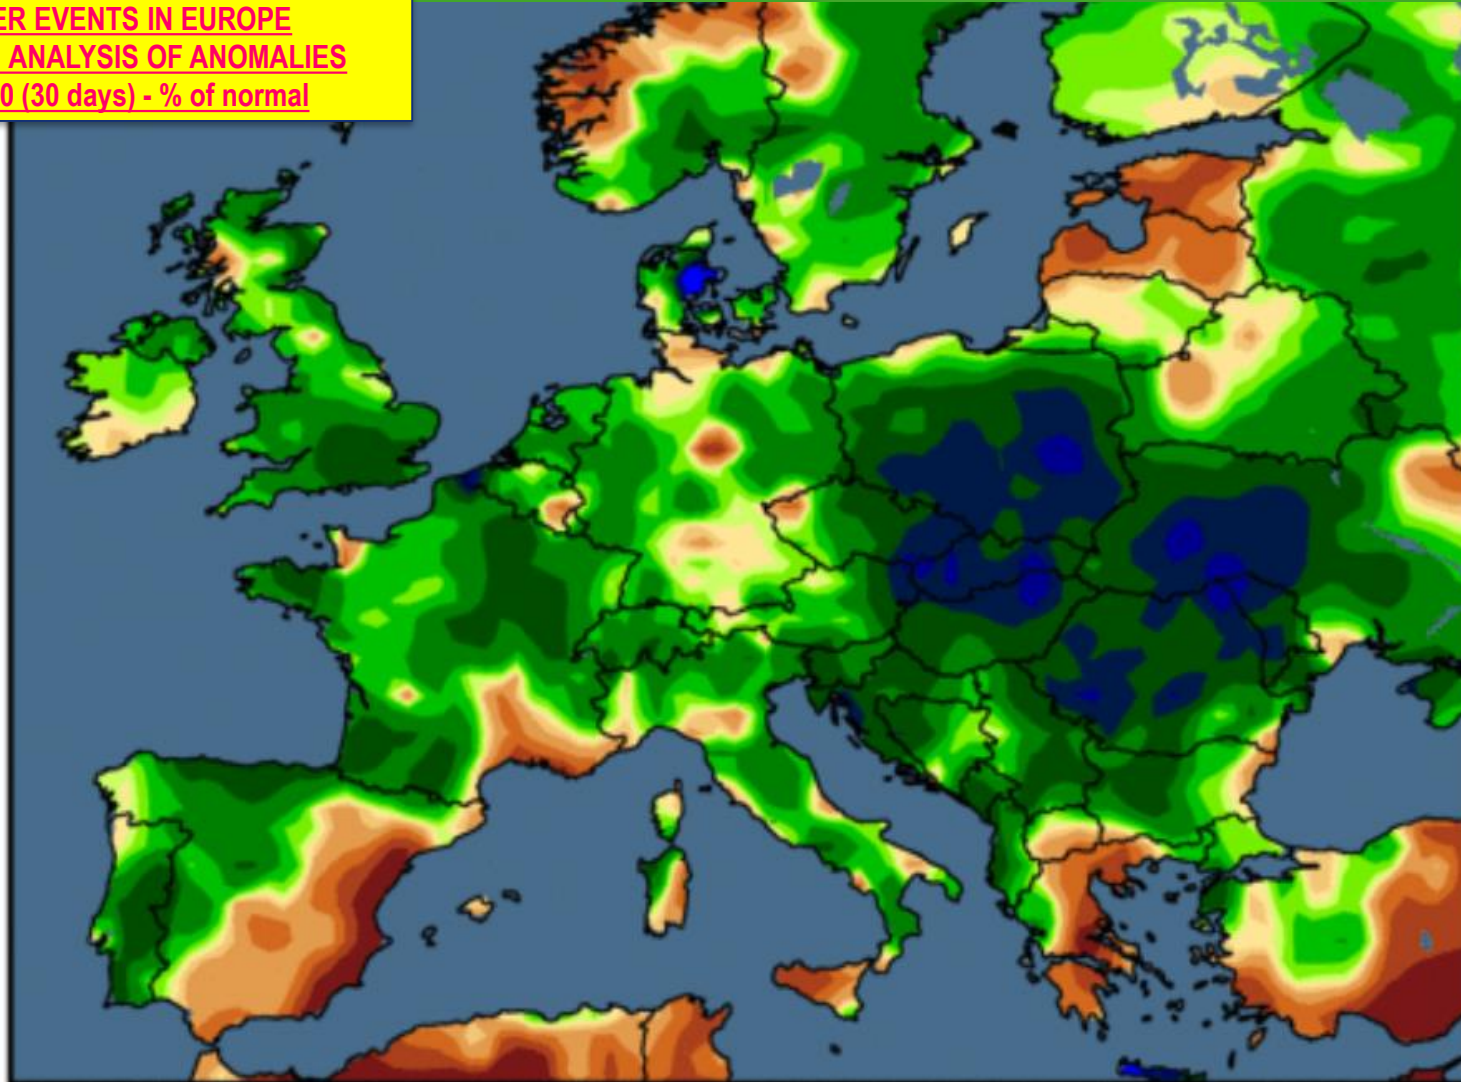 ER EVENTS IN EUROPE
ANALYSIS OF ANOMALIES
0 (30 days) - % of normal